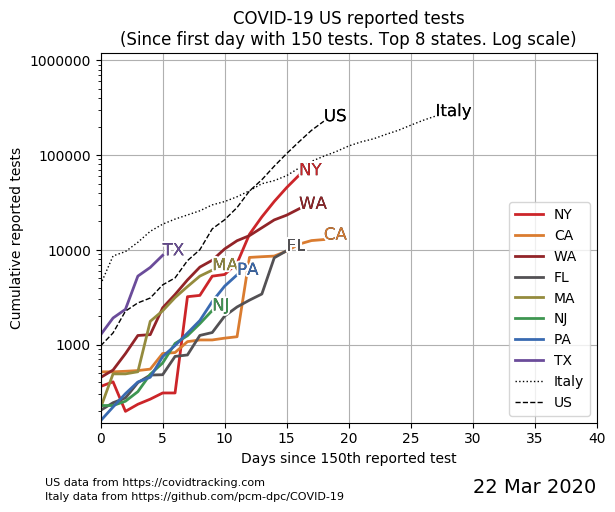 COVID-19 US reported tests
(Since first day with 150 tests. Top 8 states. Log scale)
Cumulative reported tests
1000000
100000
10000
1000
US
Italy
NY
WA
CA
FL
TX
MA
PA
NJ
NY
CA
WA
FL
MA
NJ
PA
TX
Italy
US
0 5 10 15 20 25 30 35 40
Days since 150th reported test
US data from https://covidtracking.com
Italy data from https://github.com/pcm-dpc/COVID-19
22 Mar 2020